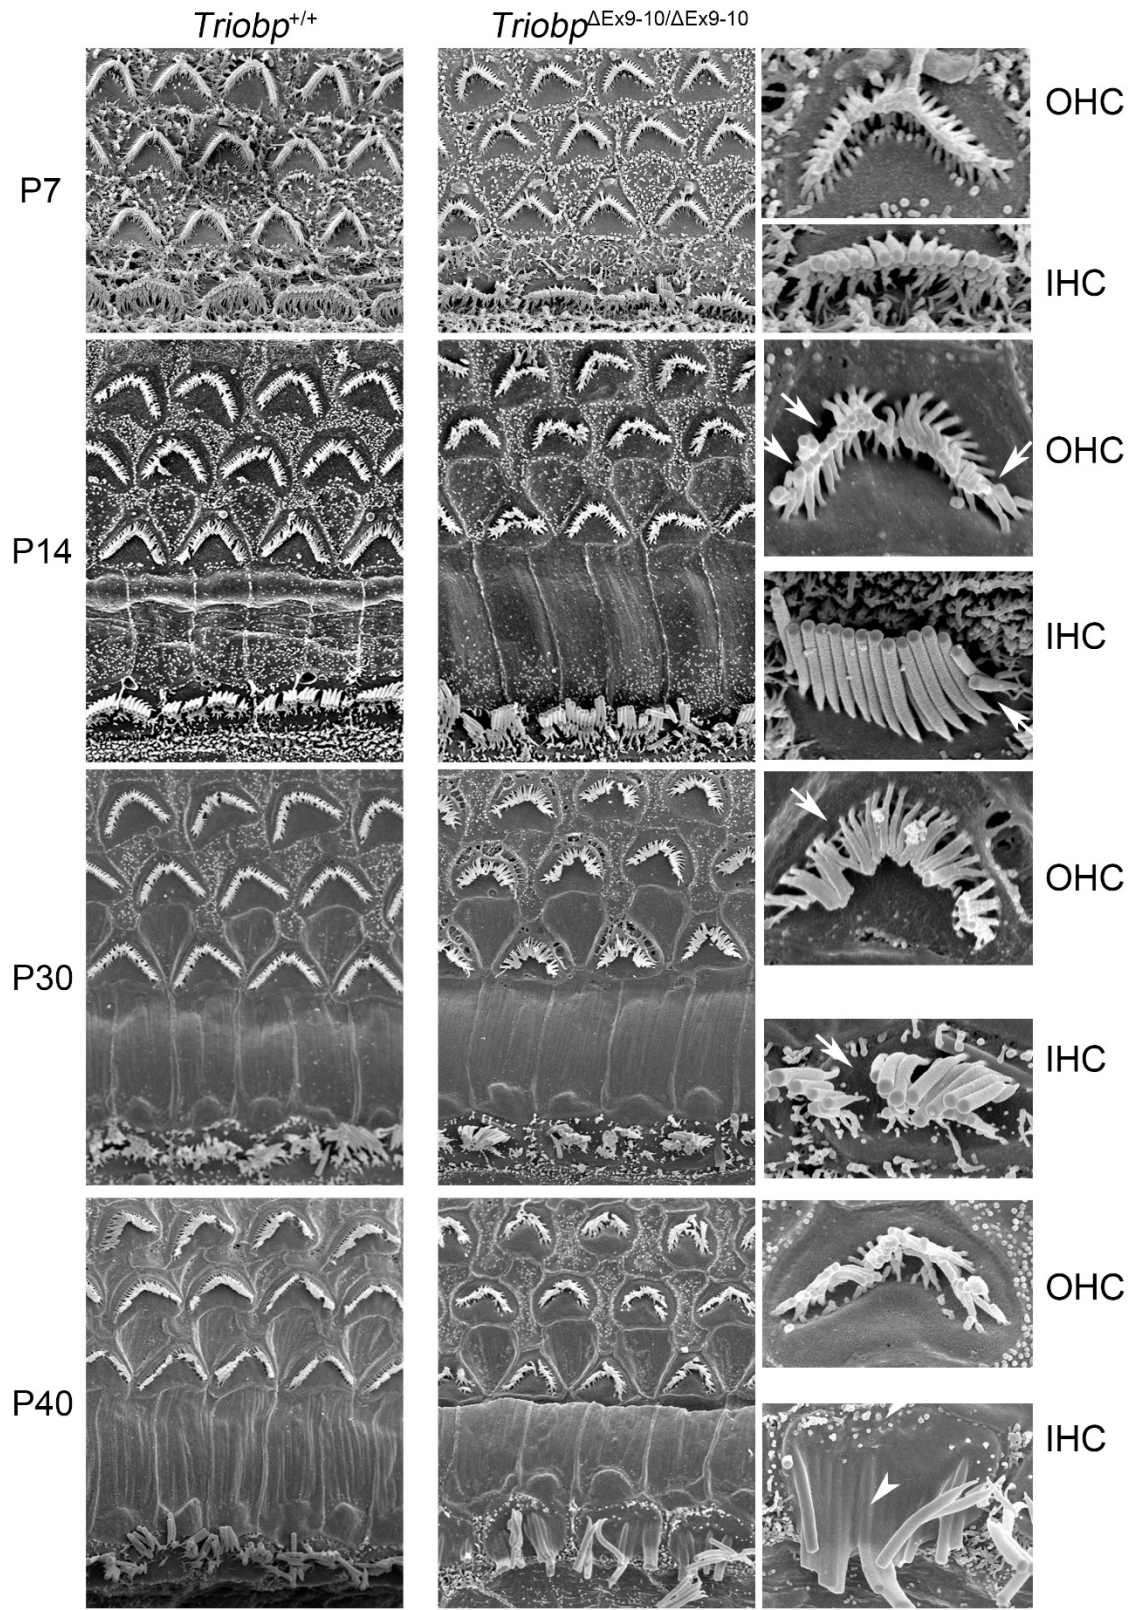 Triobp+/+ TriobpΔEx9-10/ΔEx9-10
OHC
P7
IHC
OHC
P14
IHC
OHC
P30
IHC
OHC
P40
IHC